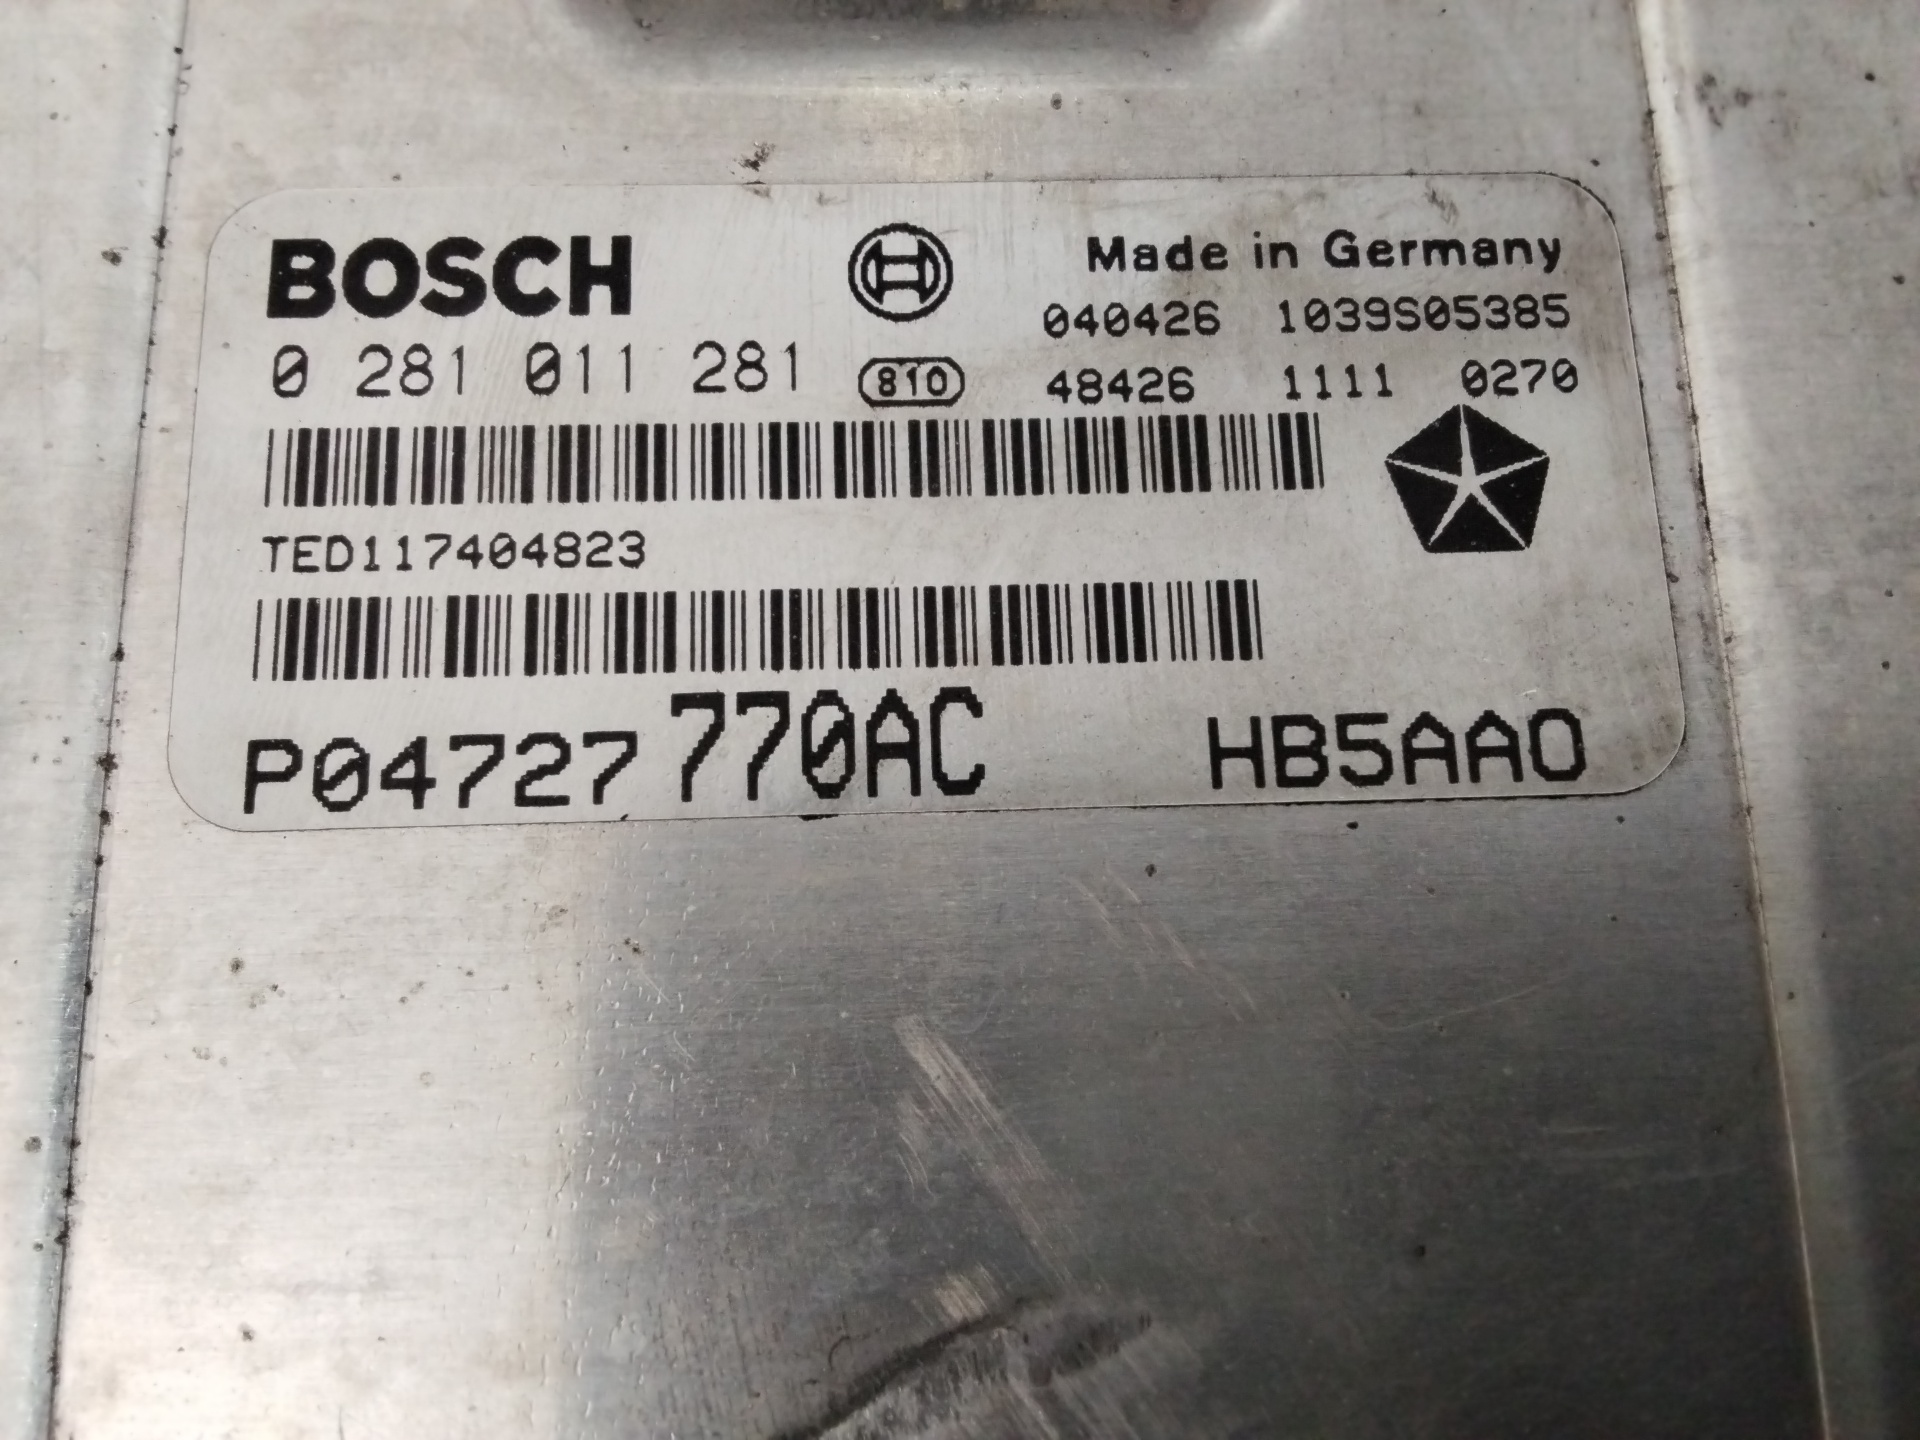 BOSCH
Made in Germany
040426 1039S05385
0 281 011 281 810 48426 1111 0270
TED117404823
P04727770AC HB5AA0